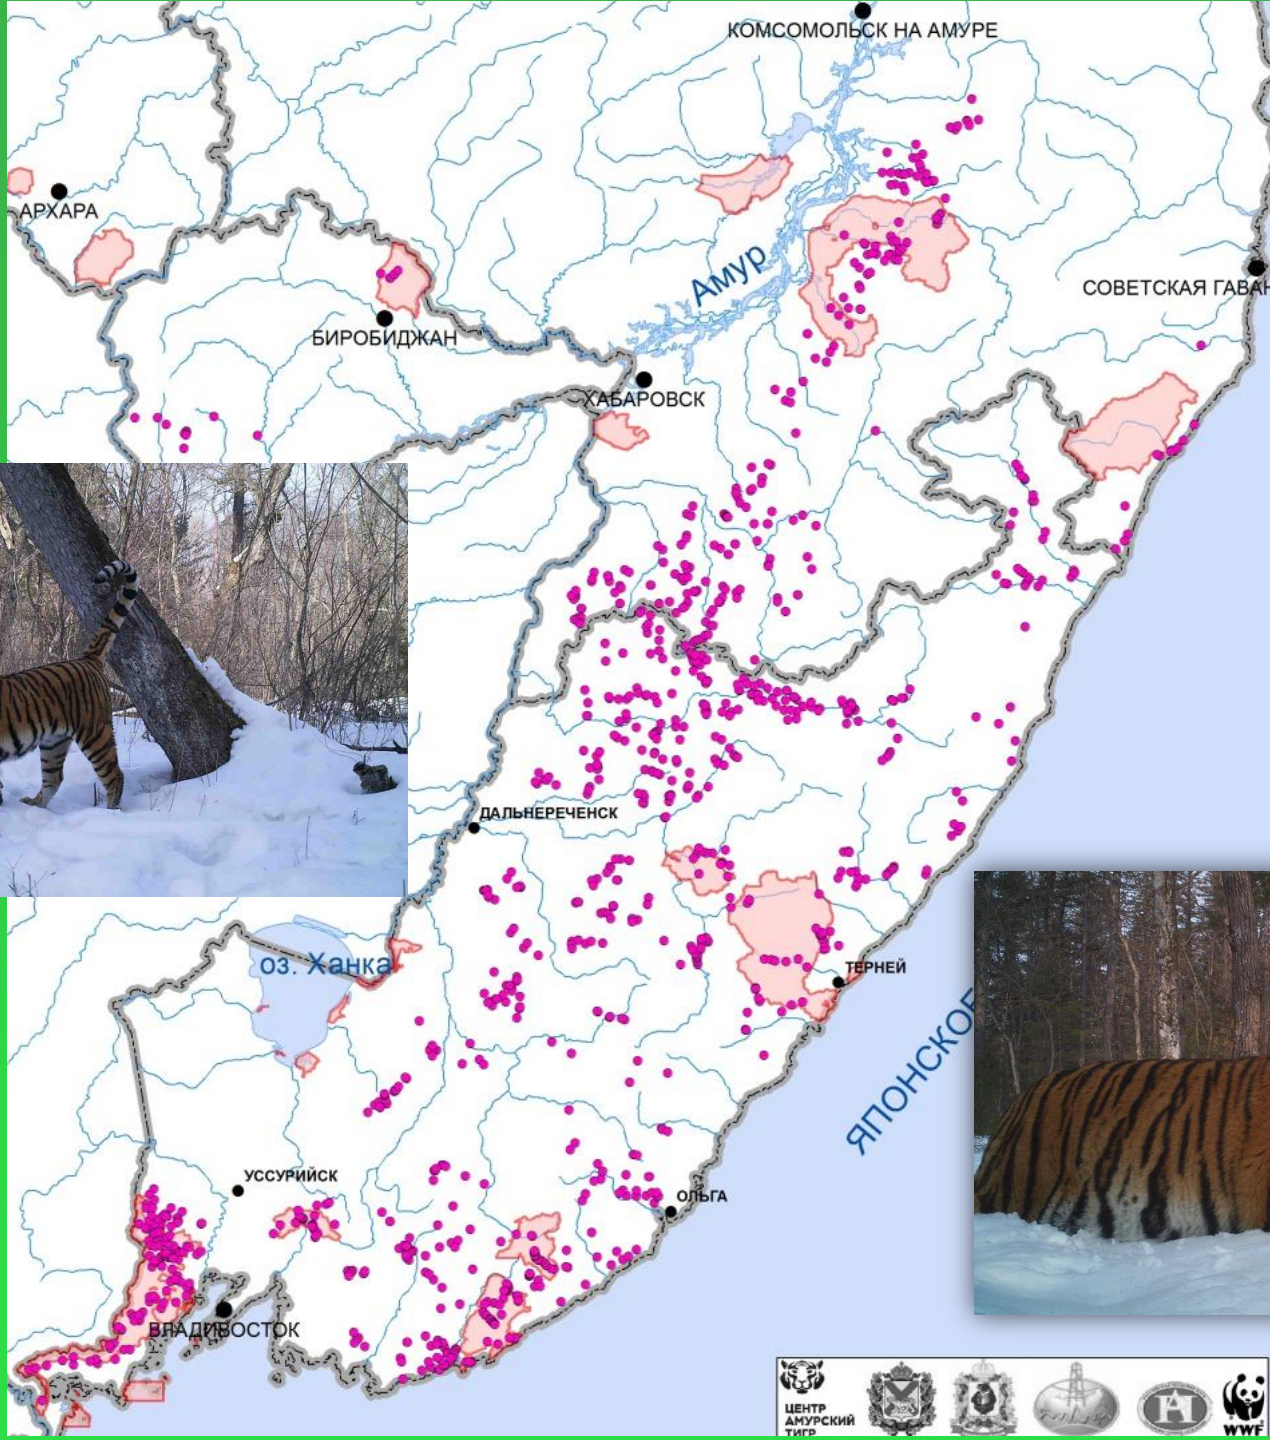 КОМСОМОЛЬСК НА АМУРЕ
АРХАРА
Амур
СОВЕТСКАЯ ГАВАН
БИРОБИДЖАН
ХАБАРОВСК
ДАЛЬНЕРЕЧЕНСК
оз. Ханка
ТЕРНЕЙ
ЯПОНСКОЕ
УССУРИЙСК
ОЛЬГА
ВЛАДИВОСТОК
ЦЕНТР
АМУРСКИЙ
ТИГР
WWF